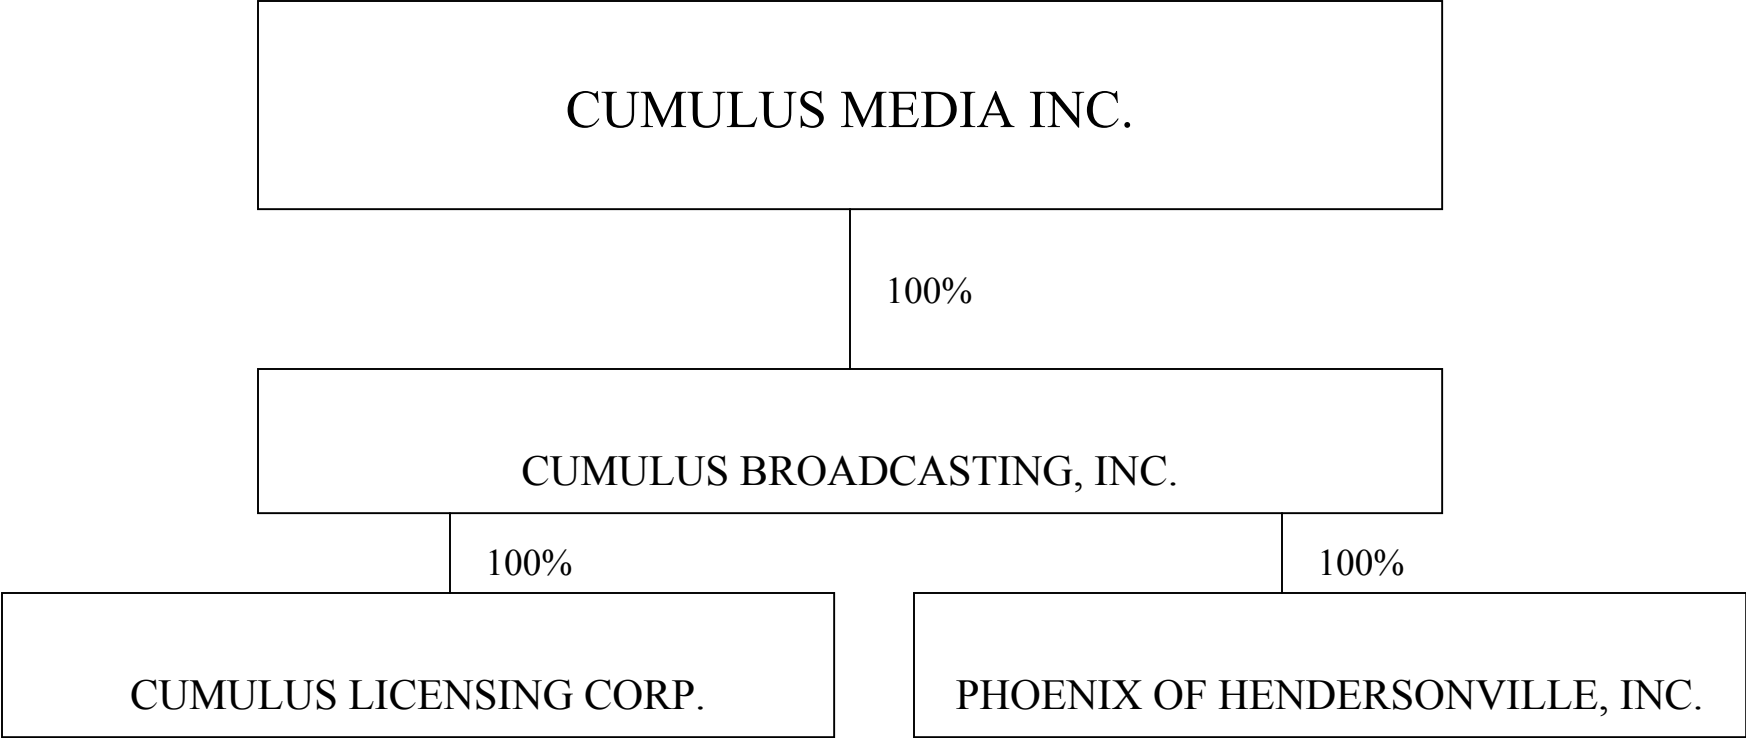 CUMULUS MEDIA INC.
100%
CUMULUS BROADCASTING, INC.
100%
100%
CUMULUS LICENSING CORP.
PHOENIX OF HENDERSONVILLE, INC.